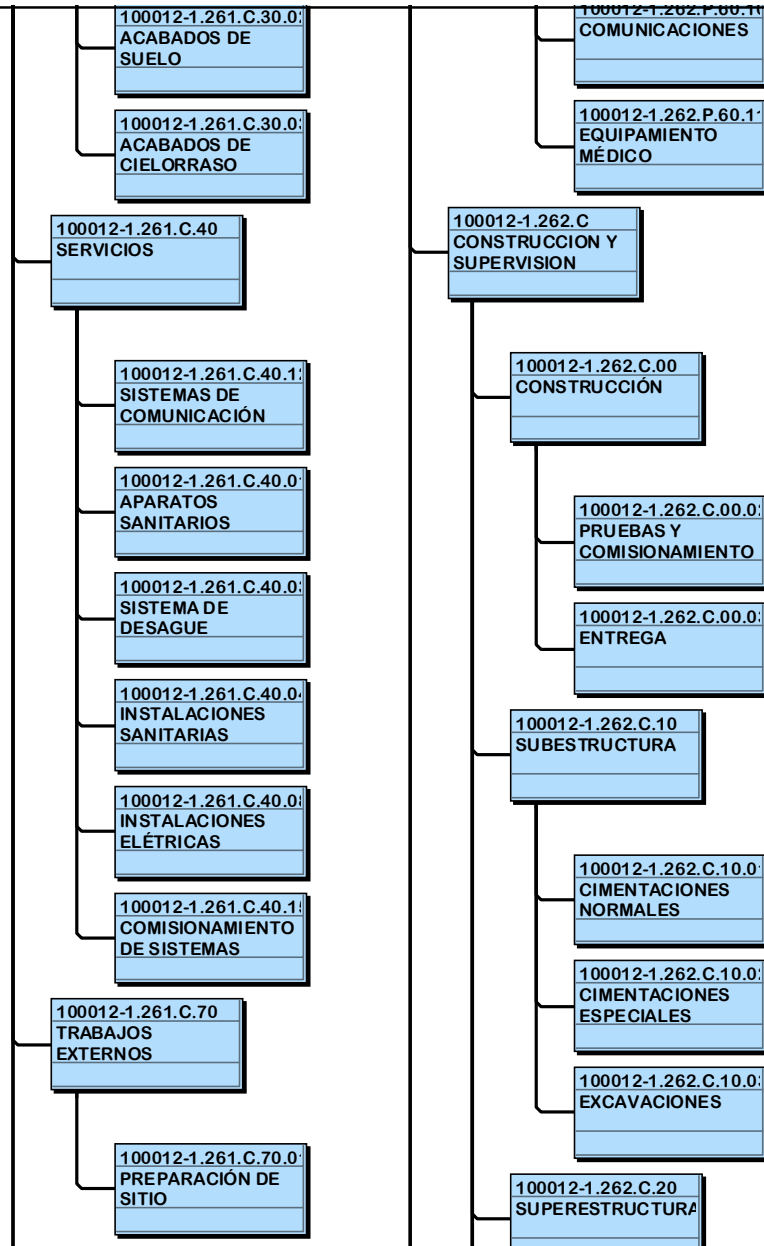 100012-1.261.C.30.0
ACABADOS DE
SUELO
100012-1.261.C.30.0
ACABADOS DE
CIELORRASO
100012-1.261.C.40
SERVICIOS
100012-1.261.C.40.1
SISTEMAS DE
COMUNICACIÓN
100012-1.261.C.40.0
APARATOS
SANITARIOS
100012-1.261.C.40.0
SISTEMA DE
DESAGUE
100012-1.261.C.40.0
INSTALACIONES
SANITARIAS
100012-1.261.C.40.0
INSTALACIONES
ELÉTRICAS
100012-1.261.C.40.1
COMISIONAMIENTO
DE SISTEMAS
100012-1.261.C.70
TRABAJOS
EXTERNOS
100012-1.261.C.70.0
PREPARACIÓN DE
SITIO
100012-1.262.P.60.1
COMUNICACIONES
100012-1.262.P.60.1
EQUIPAMIENTO
MÉDICO
100012-1.262.C
CONSTRUCCION Y
SUPERVISION
100012-1.262.C.00
CONSTRUCCIÓN
100012-1.262.C.00.0
PRUEBAS Y
COMISIONAMIENTO
100012-1.262.C.00.0
ENTREGA
100012-1.262.C.10
SUBESTRUCTURA
100012-1.262.C.10.0
CIMENTACIONES
NORMALES
100012-1.262.C.10.0
CIMENTACIONES
ESPECIALES
100012-1.262.C.10.0
EXCAVACIONES
100012-1.262.C.20
SUPERESTRUCTURA